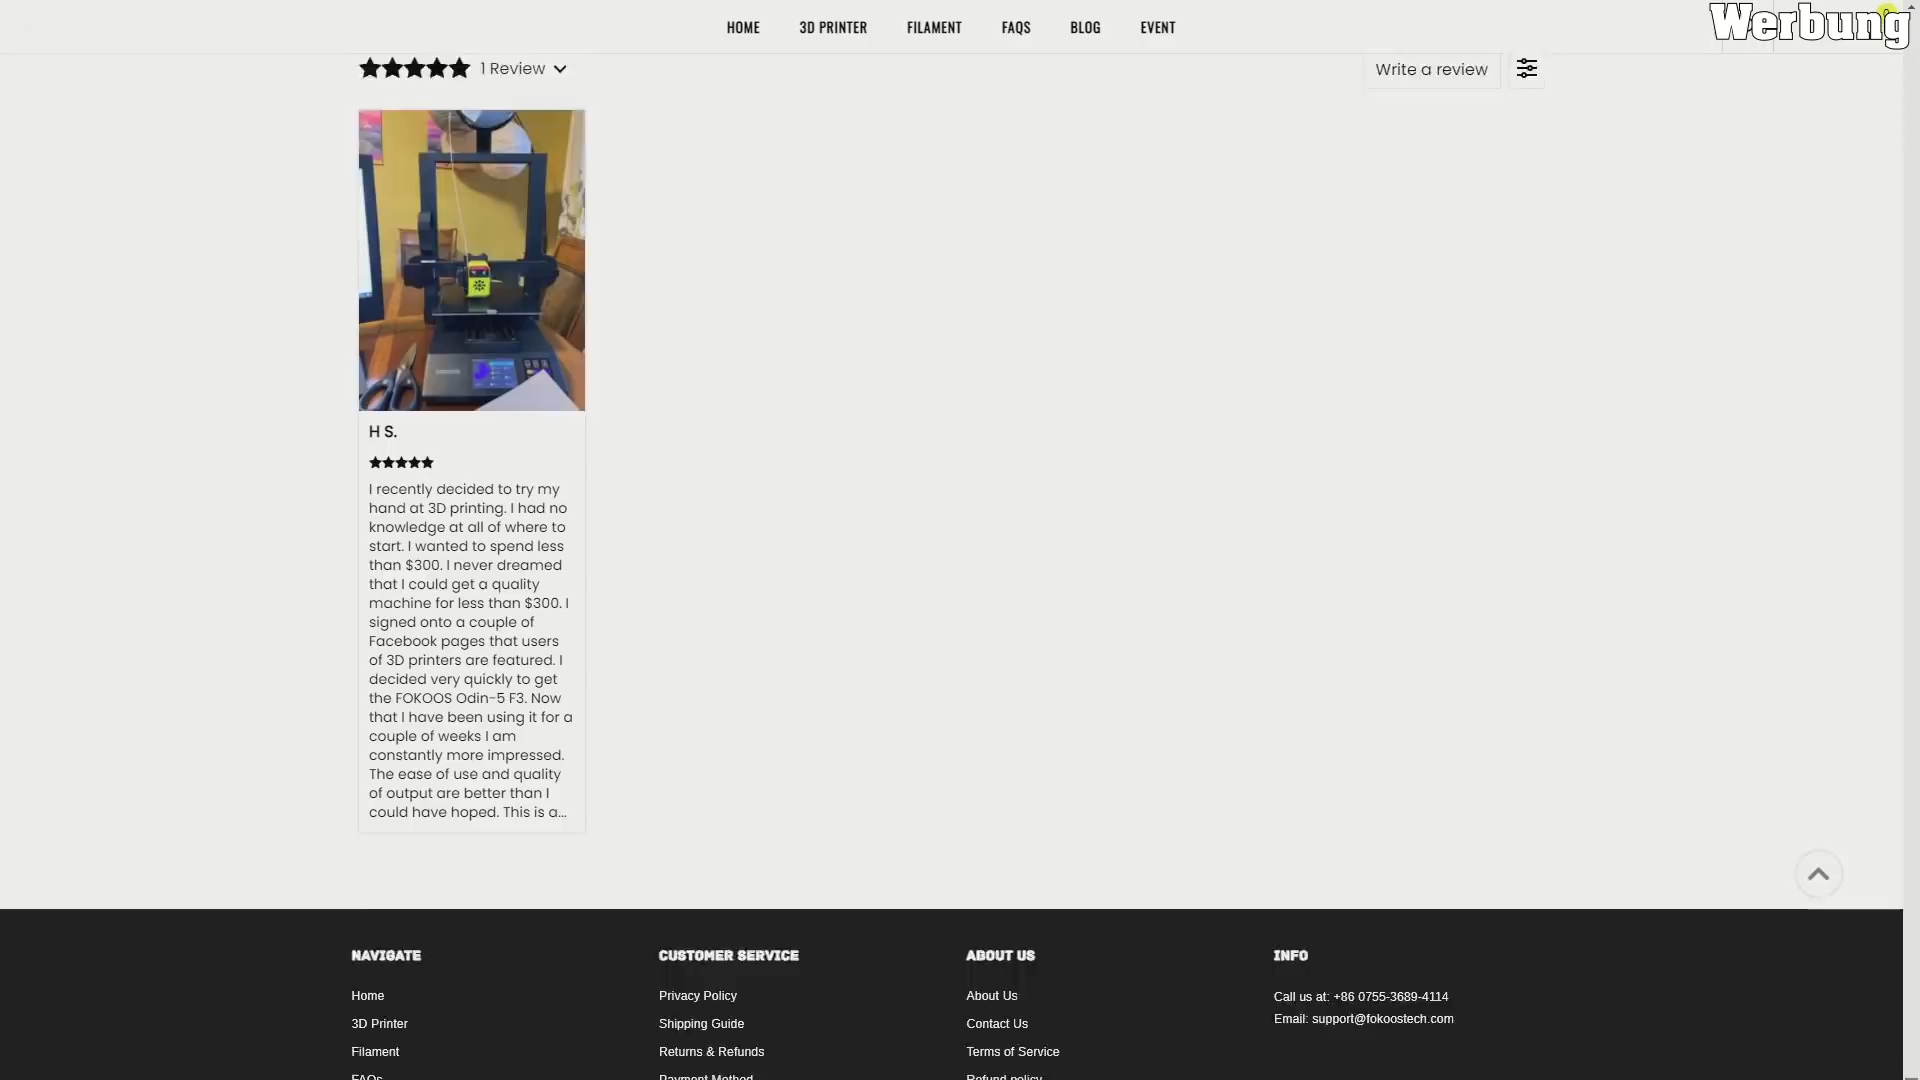 HOME
3D PRINTER
FILAMENT
FAQS
BLOG
EVENT
Werbung
1 Review
Write a review
H S.
I recently decided to try my
hand at 3D printing. I had no
knowledge at all of where to
start. I wanted to spend less
than $300. I never dreamed
that I could get a quality
machine for less than $300. I
signed onto a couple of
Facebook pages that users
of 3D printers are featured. I
decided very quickly to get
the FOKOOS Odin-5 F3. Now
that I have been using it for a
couple of weeks I am
constantly more impressed.
The ease of use and quality
of output are better than I
could have hoped. This is a...
NAVIGATE
Home
3D Printer
Filament
FAQs
CUSTOMER SERVICE
Privacy Policy
Shipping Guide
Returns & Refunds
Payment Method
ABOUT US
About Us
Contact Us
Terms of Service
Refund policy
INFO
Call us at: +86 0755-3689-4114
Email: support@fokoostech.com